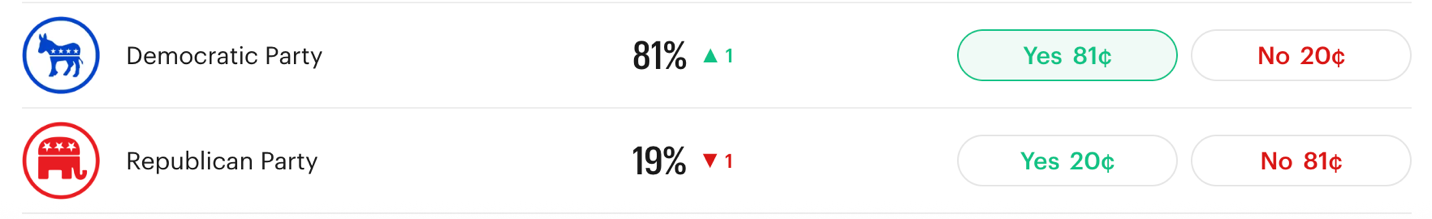 Democratic Party 81% ▲ 1 Yes 81¢ No 20¢
Republican Party 19% ▼ 1 Yes 20¢ No 81¢